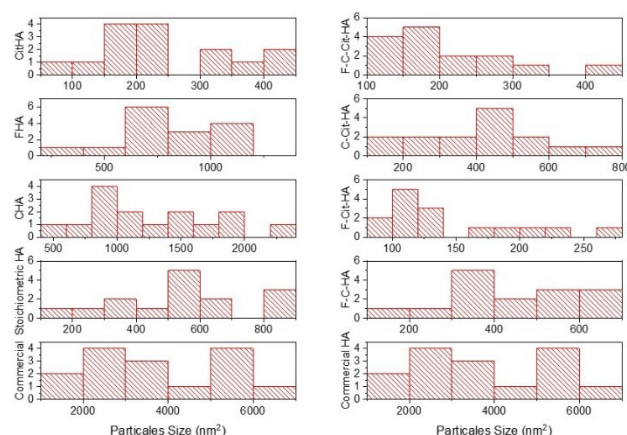 CitHA
4
3
2
1
0
100 200 300 400
F-C-Cit-HA
6
4
2
0
100 200 300 400
FHA
6
4
2
0
500 1000
C-Cit-HA
6
4
2
0
200 400 600 800
CHA
4
3
2
1
0
500 1000 1500 2000
F-Cit-HA
6
4
2
0
100 150 200 250
Stoichiometric HA
6
4
2
0
200 400 600 800
F-C-HA
6
4
2
0
200 400 600
Commercial
4
3
2
1
0
2000 4000 6000
Particales Size (nm²)
Commercial HA
4
3
2
1
0
2000 4000 6000
Particales Size (nm²)